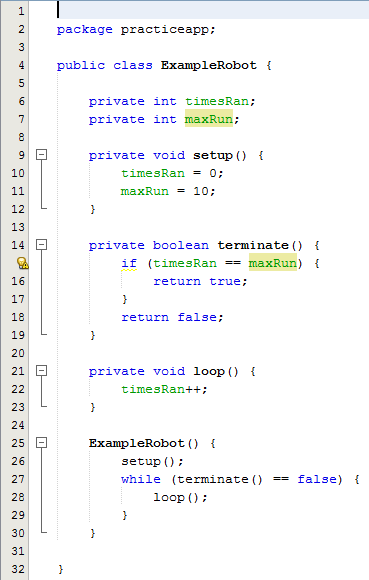 1
2 package practiceapp;
3
4 public class ExampleRobot {
5
6     private int timesRan;
7     private int maxRun;
8
9     private void setup() {
10         timesRan = 0;
11         maxRun = 10;
12     }
13
14     private boolean terminate() {
        if (timesRan == maxRun) {
16             return true;
17         }
18         return false;
19     }
20
21     private void loop() {
22         timesRan++;
23     }
24
25     ExampleRobot() {
26         setup();
27         while (terminate() == false) {
28             loop();
29         }
30     }
31
32 }